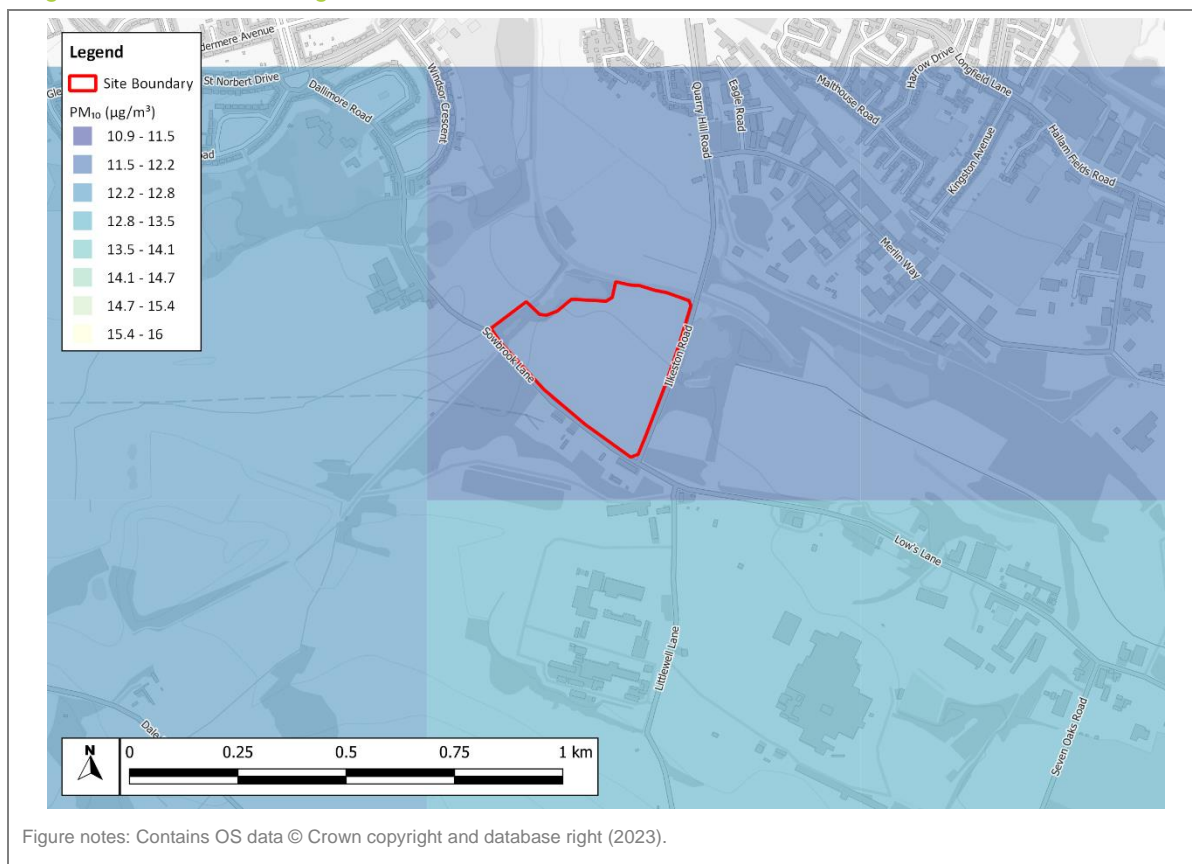 Legend
Site Boundary
PM₁₀ (µg/m³)
10.9 - 11.5
11.5 - 12.2
12.2 - 12.8
12.8 - 13.5
13.5 - 14.1
14.1 - 14.7
14.7 - 15.4
15.4 - 16
dermere Avenue
St Norbert Drive
Dallimore Road
Windsor Crescent
Quarry Hill Road
Eagle Road
Malthouse Road
Harrow Drive
Longfield Lane
Hallam Fields Road
Kingston Avenue
Merlin Way
Sowbrook Lane
Ilkeston Road
Low's Lane
Littlewell Lane
Seven Oaks Road
Dale
N
0 0.25 0.5 0.75 1 km
Figure notes: Contains OS data © Crown copyright and database right (2023).